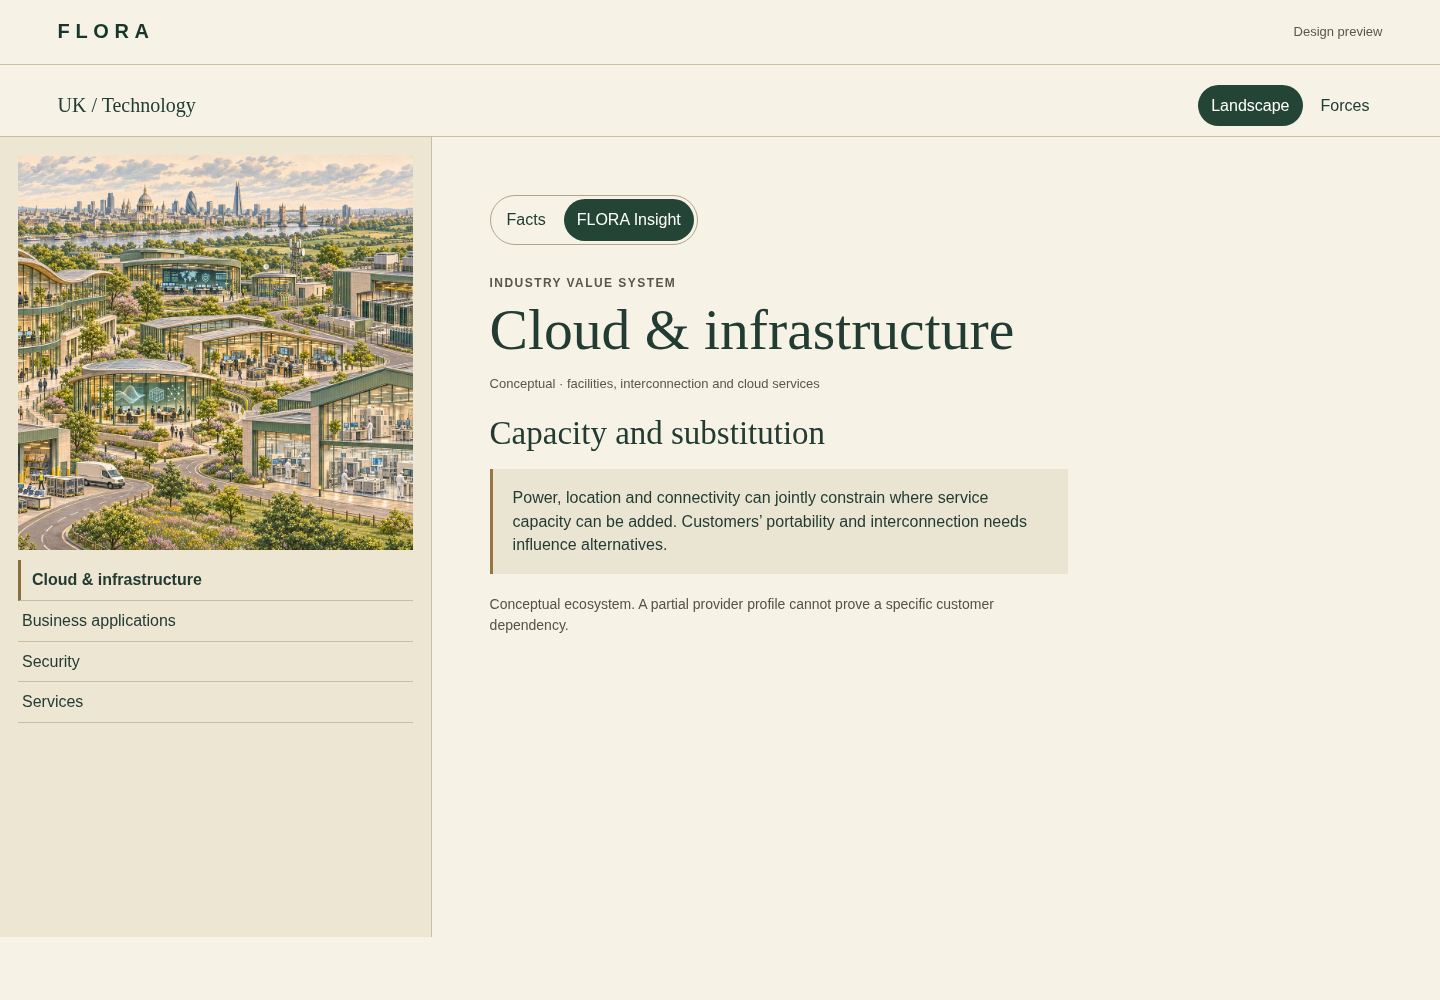 FLORA
Design preview
UK / Technology
Landscape
Forces
Cloud & infrastructure
Business applications
Security
Services
Facts
FLORA Insight
INDUSTRY VALUE SYSTEM
Cloud & infrastructure
Conceptual · facilities, interconnection and cloud services
Capacity and substitution
Power, location and connectivity can jointly constrain where service
capacity can be added. Customers’ portability and interconnection needs
influence alternatives.
Conceptual ecosystem. A partial provider profile cannot prove a specific customer
dependency.